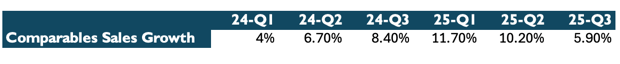 24-Q1 24-Q2 24-Q3 25-Q1 25-Q2 25-Q3
Comparables Sales Growth 4% 6.70% 8.40% 11.70% 10.20% 5.90%